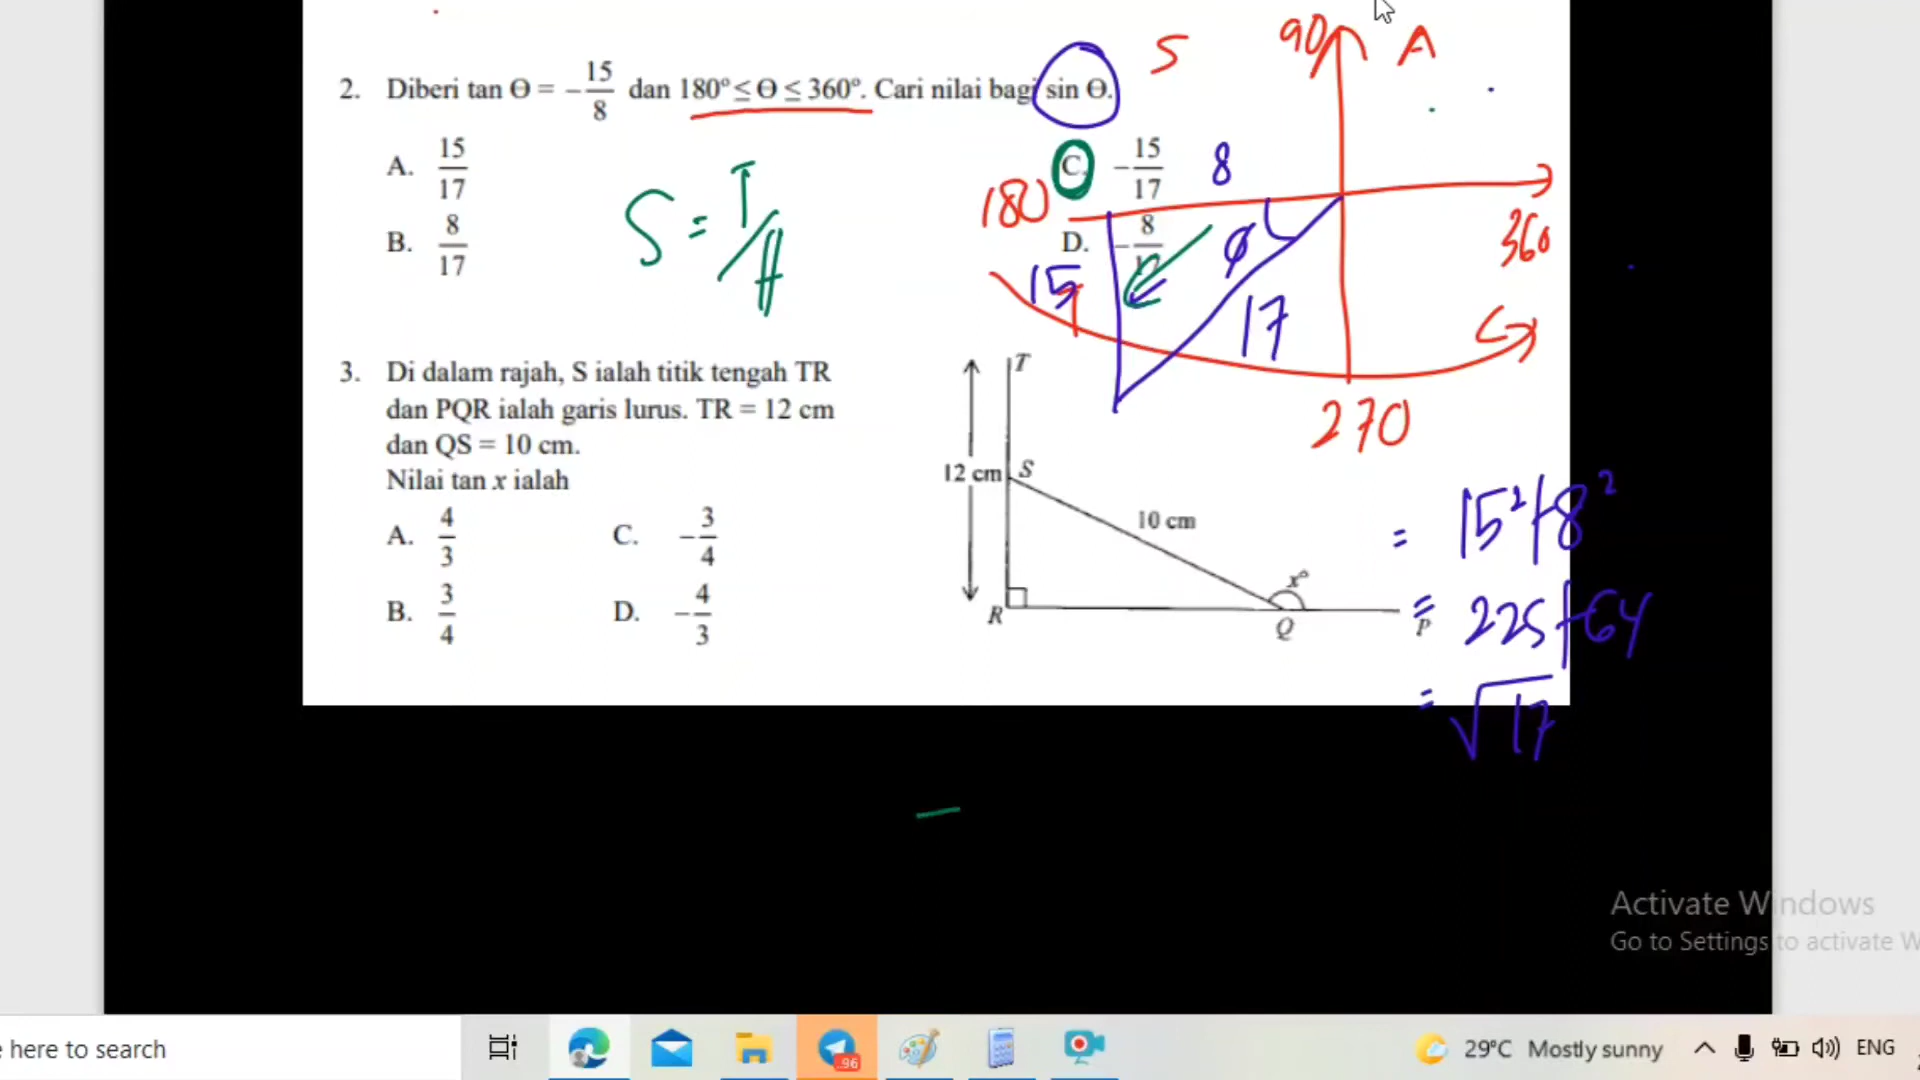 2. Diberi tan Θ = −15/8 dan 180° ≤ Θ ≤ 360°. Cari nilai bagi sin Θ.
A. 15/17
C. −15/17
B. 8/17
D. −8/17
S = T/H
S
90
A
8
180
360
15
T
ϕ
17
C
270
3. Di dalam rajah, S ialah titik tengah TR
dan PQR ialah garis lurus. TR = 12 cm
dan QS = 10 cm.
Nilai tan x ialah
A. 4/3
C. −3/4
B. 3/4
D. −4/3
T
12 cm
S
10 cm
x°
R
Q
P
= 15² + 8²
= 225 + 64
= √17
Activate Windows
Go to Settings to activate W
here to search
96
29°C Mostly sunny
ENG